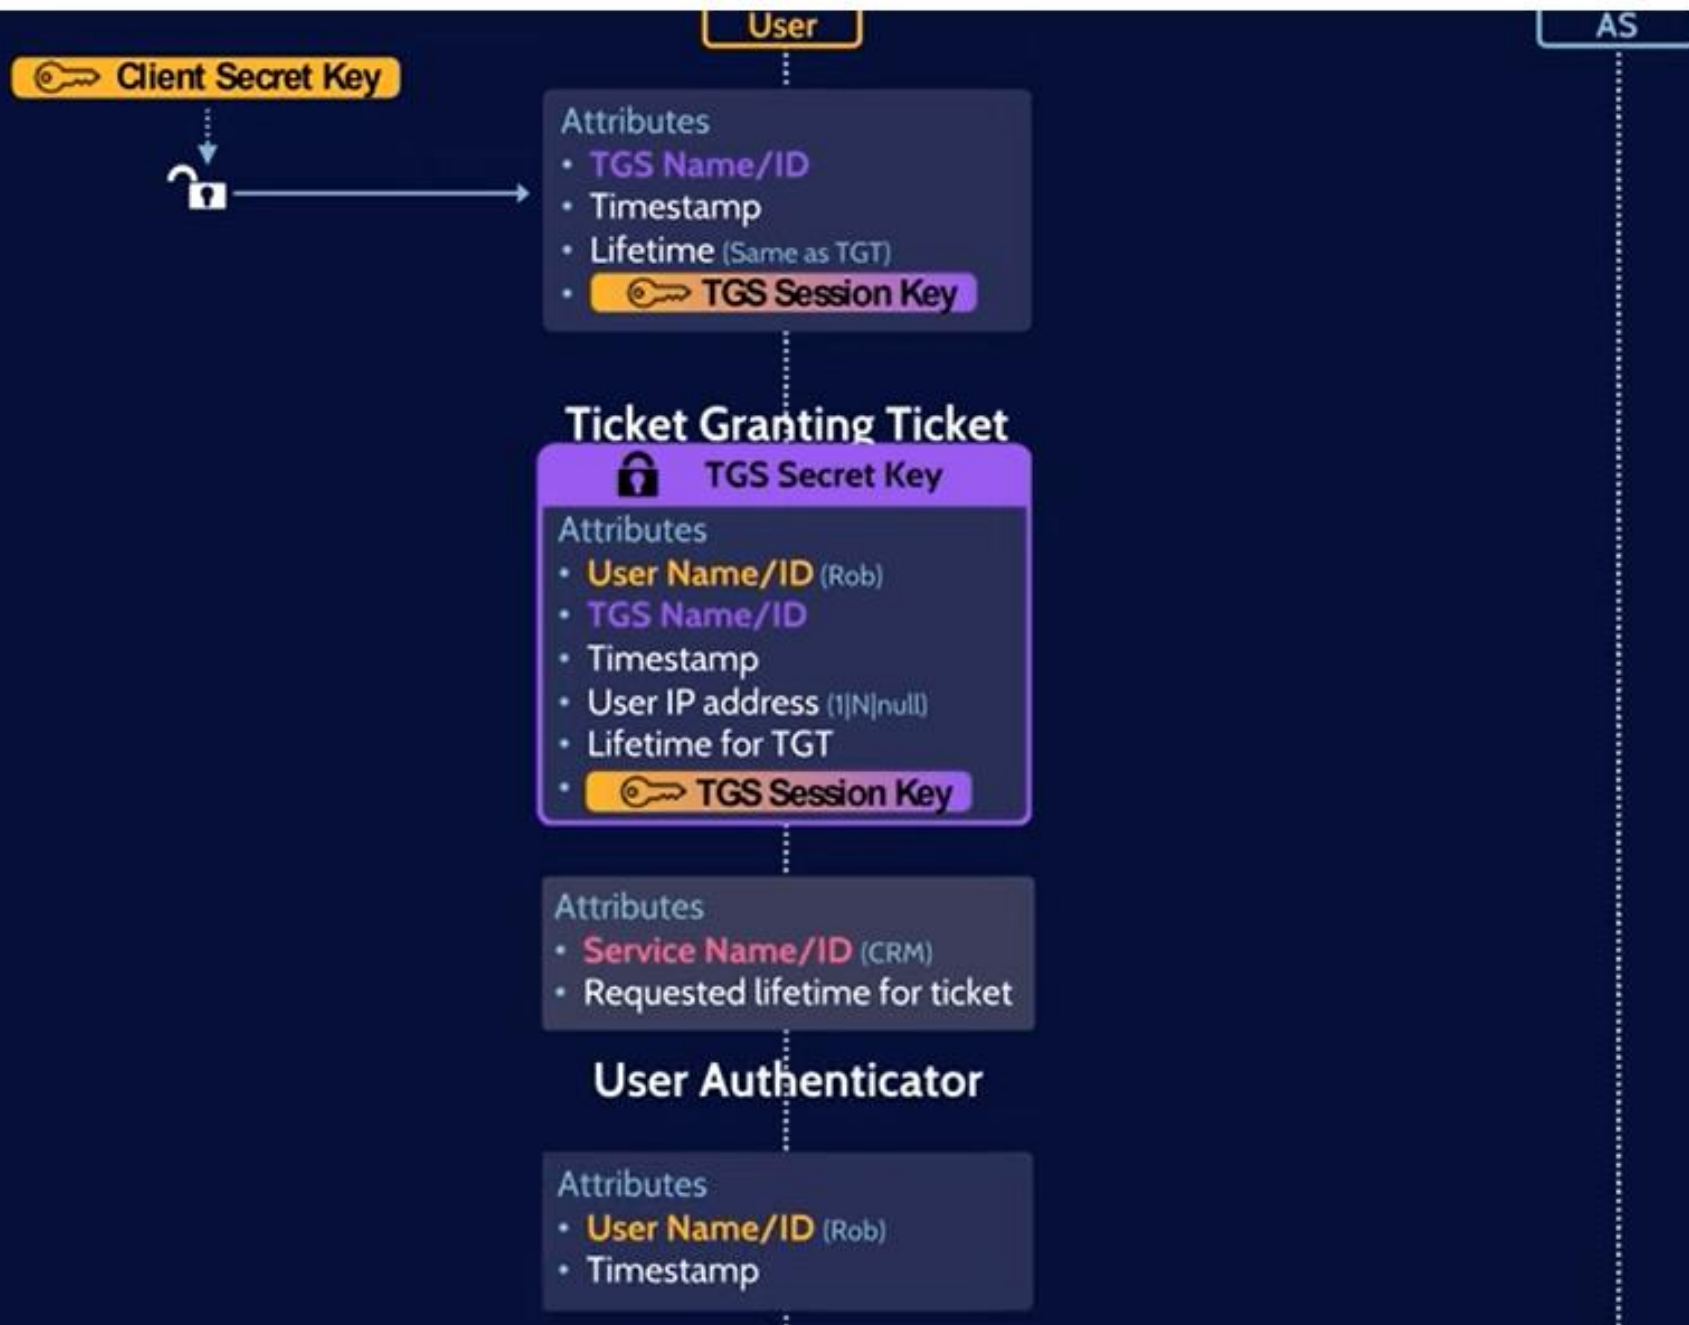 User
AS
Client Secret Key
Attributes
• TGS Name/ID
• Timestamp
• Lifetime (Same as TGT)
• TGS Session Key
Ticket Granting Ticket
TGS Secret Key
Attributes
• User Name/ID (Rob)
• TGS Name/ID
• Timestamp
• User IP address (1|N|null)
• Lifetime for TGT
• TGS Session Key
Attributes
• Service Name/ID (CRM)
• Requested lifetime for ticket
User Authenticator
Attributes
• User Name/ID (Rob)
• Timestamp